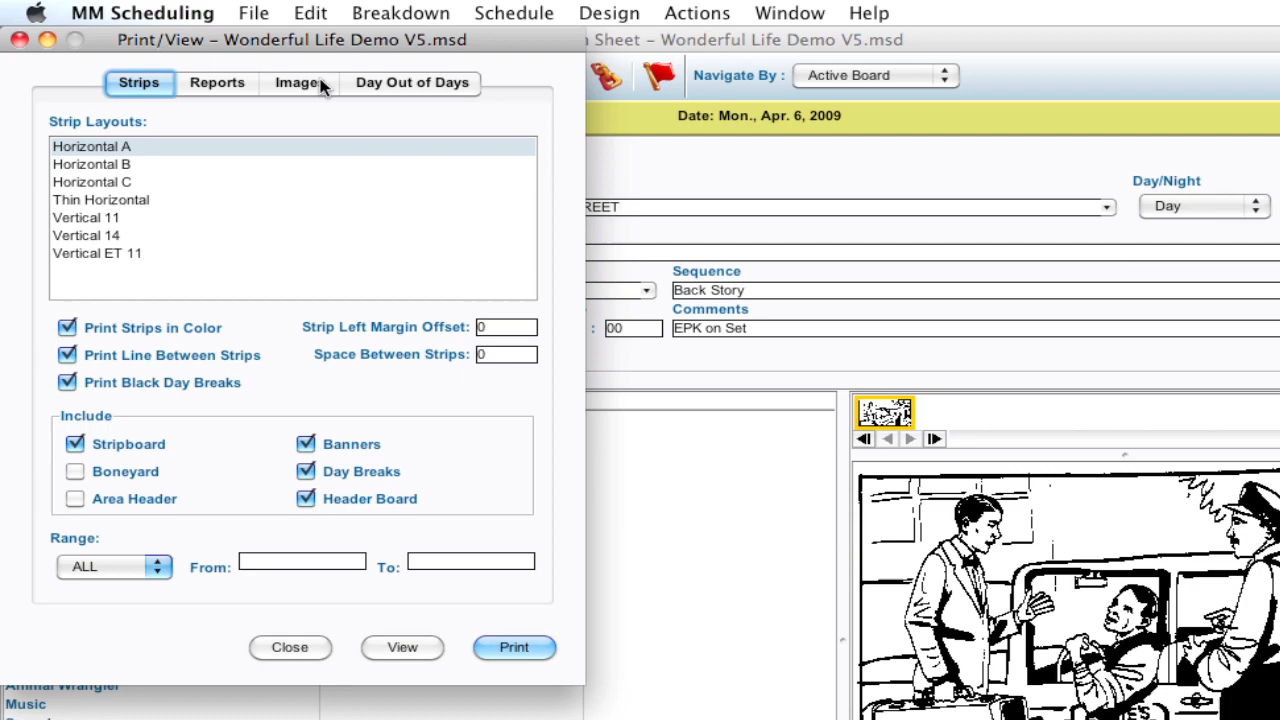 MM Scheduling File Edit Breakdown Schedule Design Actions Window Help
Print/View – Wonderful Life Demo V5.msd
Sheet – Wonderful Life Demo V5.msd
Strips Reports Images Day Out of Days
Navigate By : Active Board
Date: Mon., Apr. 6, 2009
Strip Layouts:
Horizontal A
Horizontal B
Horizontal C
Thin Horizontal
Vertical 11
Vertical 14
Vertical ET 11
Day/Night
REET
Day
Sequence
Back Story
Comments
: 00
EPK on Set
Print Strips in Color
Strip Left Margin Offset: 0
Print Line Between Strips
Space Between Strips: 0
Print Black Day Breaks
Include
Stripboard
Banners
Boneyard
Day Breaks
Area Header
Header Board
Range:
ALL
From:
To:
Close View Print
Animal Wrangler
Music